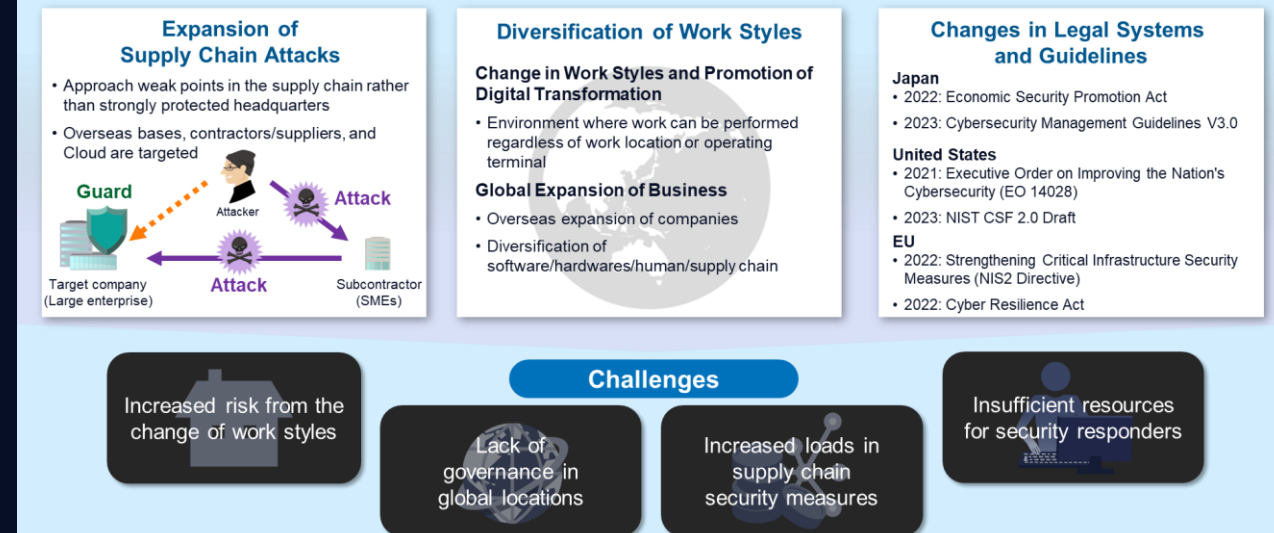 Expansion of
Supply Chain Attacks
• Approach weak points in the supply chain rather
than strongly protected headquarters
• Overseas bases, contractors/suppliers, and
Cloud are targeted
Guard
Attacker
Attack
Attack
Target company
(Large enterprise)
Subcontractor
(SMEs)
Diversification of Work Styles
Change in Work Styles and Promotion of
Digital Transformation
• Environment where work can be performed
regardless of work location or operating
terminal
Global Expansion of Business
• Overseas expansion of companies
• Diversification of
software/hardwares/human/supply chain
Changes in Legal Systems
and Guidelines
Japan
• 2022: Economic Security Promotion Act
• 2023: Cybersecurity Management Guidelines V3.0
United States
• 2021: Executive Order on Improving the Nation's
Cybersecurity (EO 14028)
• 2023: NIST CSF 2.0 Draft
EU
• 2022: Strengthening Critical Infrastructure Security
Measures (NIS2 Directive)
• 2022: Cyber Resilience Act
Challenges
Increased risk from the
change of work styles
Lack of
governance in
global locations
Increased loads in
supply chain
security measures
Insufficient resources
for security responders